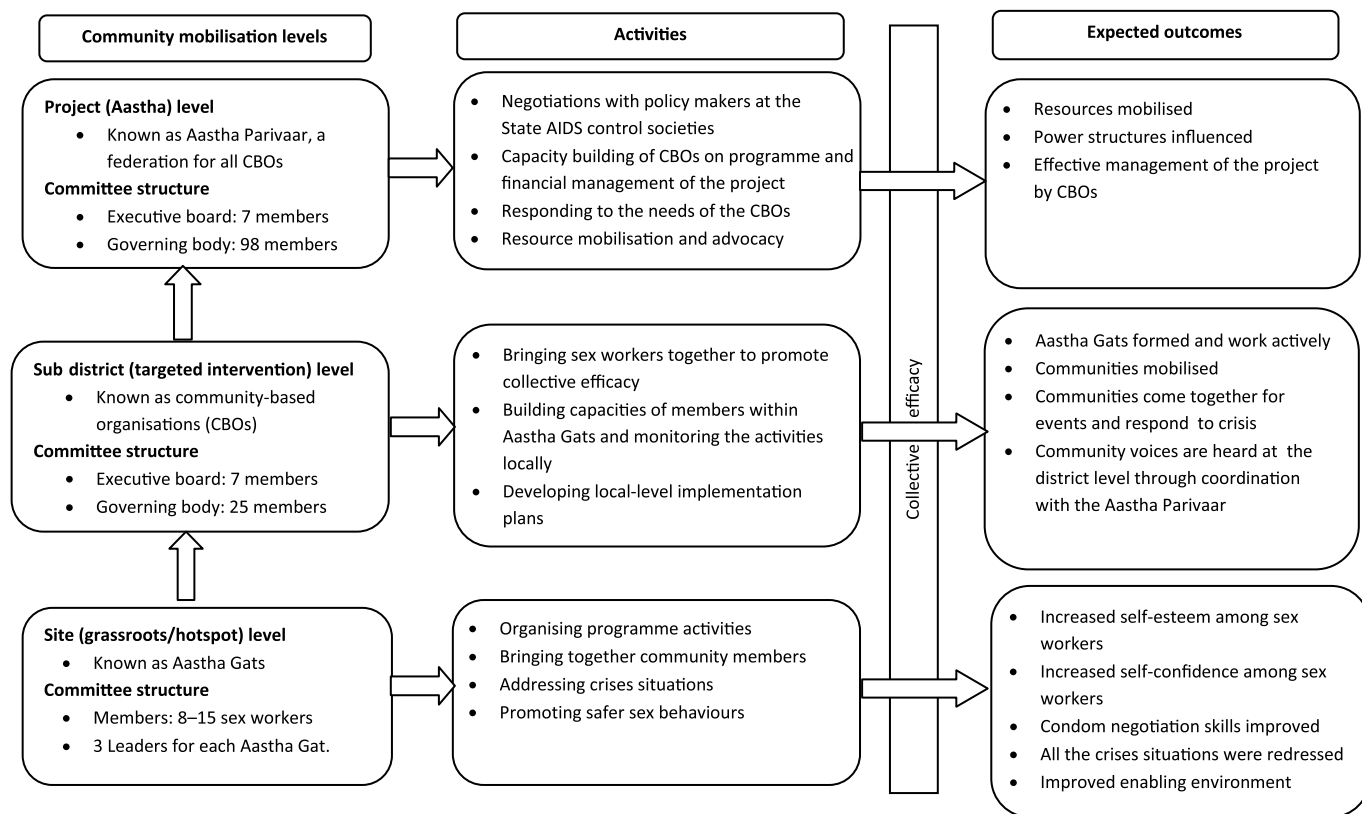 Community mobilisation levels
Activities
Expected outcomes
Project (Aastha) level
• Known as Aastha Parivaar, a
federation for all CBOs
Committee structure
• Executive board: 7 members
• Governing body: 98 members
• Negotiations with policy makers at the
State AIDS control societies
• Capacity building of CBOs on programme and
financial management of the project
• Responding to the needs of the CBOs
• Resource mobilisation and advocacy
• Resources mobilised
• Power structures influenced
• Effective management of the project
by CBOs
Sub district (targeted intervention) level
• Known as community-based
organisations (CBOs)
Committee structure
• Executive board: 7 members
• Governing body: 25 members
• Bringing sex workers together to promote
collective efficacy
• Building capacities of members within
Aastha Gats and monitoring the activities
locally
• Developing local-level implementation
plans
Collective efficacy
• Aastha Gats formed and work actively
• Communities mobilised
• Communities come together for
events and respond to crisis
• Community voices are heard at the
district level through coordination
with the Aastha Parivaar
Site (grassroots/hotspot) level
• Known as Aastha Gats
Committee structure
• Members: 8–15 sex workers
• 3 Leaders for each Aastha Gat.
• Organising programme activities
• Bringing together community members
• Addressing crises situations
• Promoting safer sex behaviours
• Increased self-esteem among sex
workers
• Increased self-confidence among sex
workers
• Condom negotiation skills improved
• All the crises situations were redressed
• Improved enabling environment